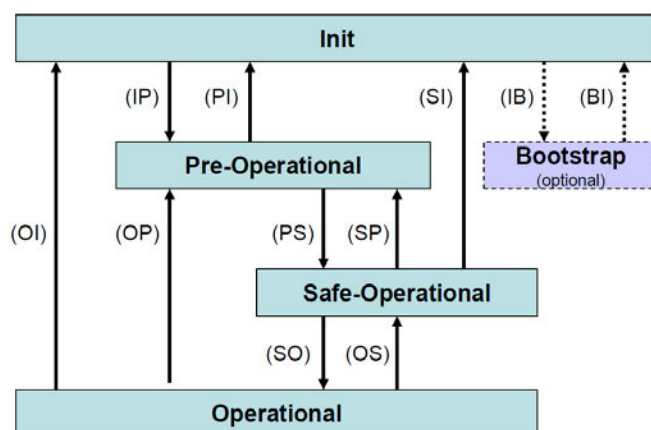 Init
(IP)
(PI)
(SI)
(IB)
(BI)
Pre-Operational
Bootstrap
(optional)
(OI)
(OP)
(PS)
(SP)
Safe-Operational
(SO)
(OS)
Operational